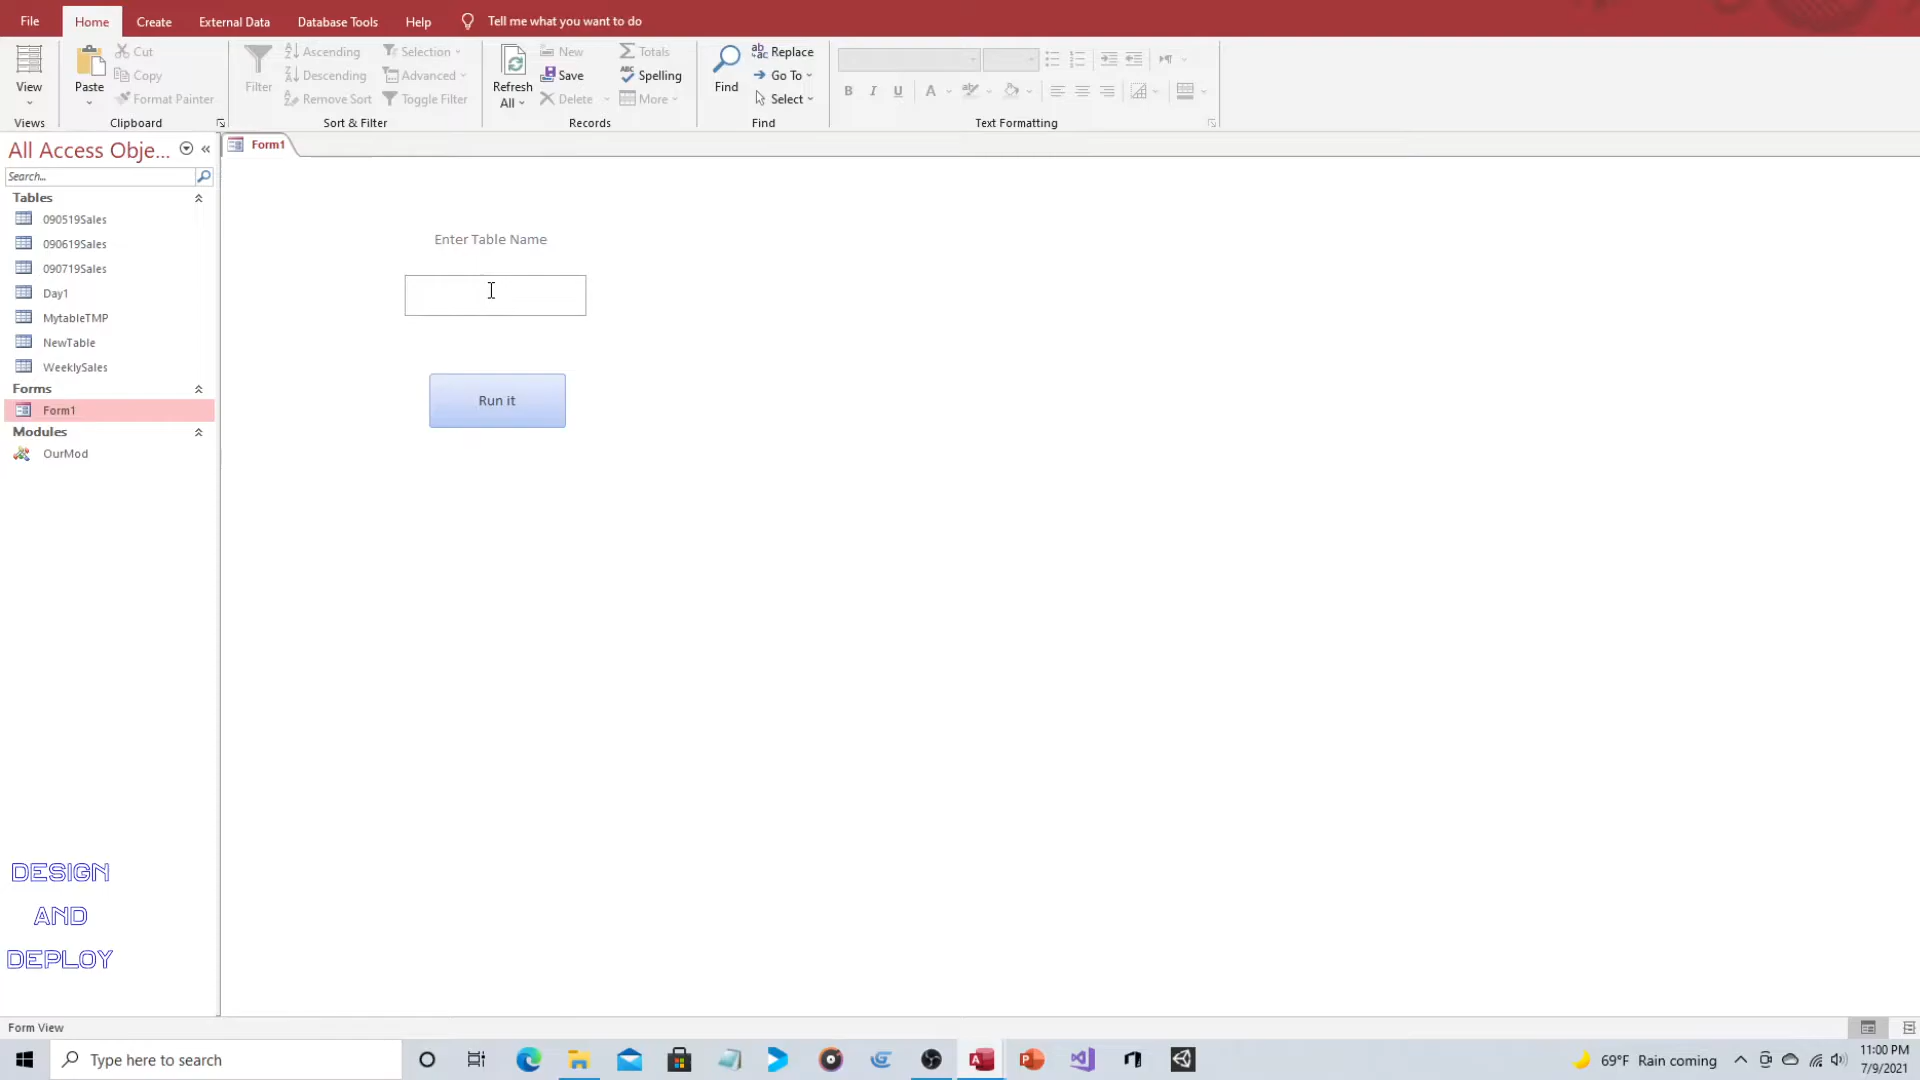 File Home Create External Data Database Tools Help Tell me what you want to do
View
Views
Paste
Cut
Copy
Format Painter
Clipboard
Filter
Ascending
Descending
Remove Sort
Selection
Advanced
Toggle Filter
Sort & Filter
Refresh
All
New
Save
Delete
Totals
Spelling
More
Records
Find
Replace
Go To
Select
Find
B I U A
Text Formatting
All Access Obje...
Search...
Tables
090519Sales
090619Sales
090719Sales
Day1
MytableTMP
NewTable
WeeklySales
Forms
Form1
Modules
OurMod
Form1
Enter Table Name
Run it
DESIGN
AND
DEPLOY
Form View
Type here to search
69°F Rain coming
11:00 PM
7/9/2021